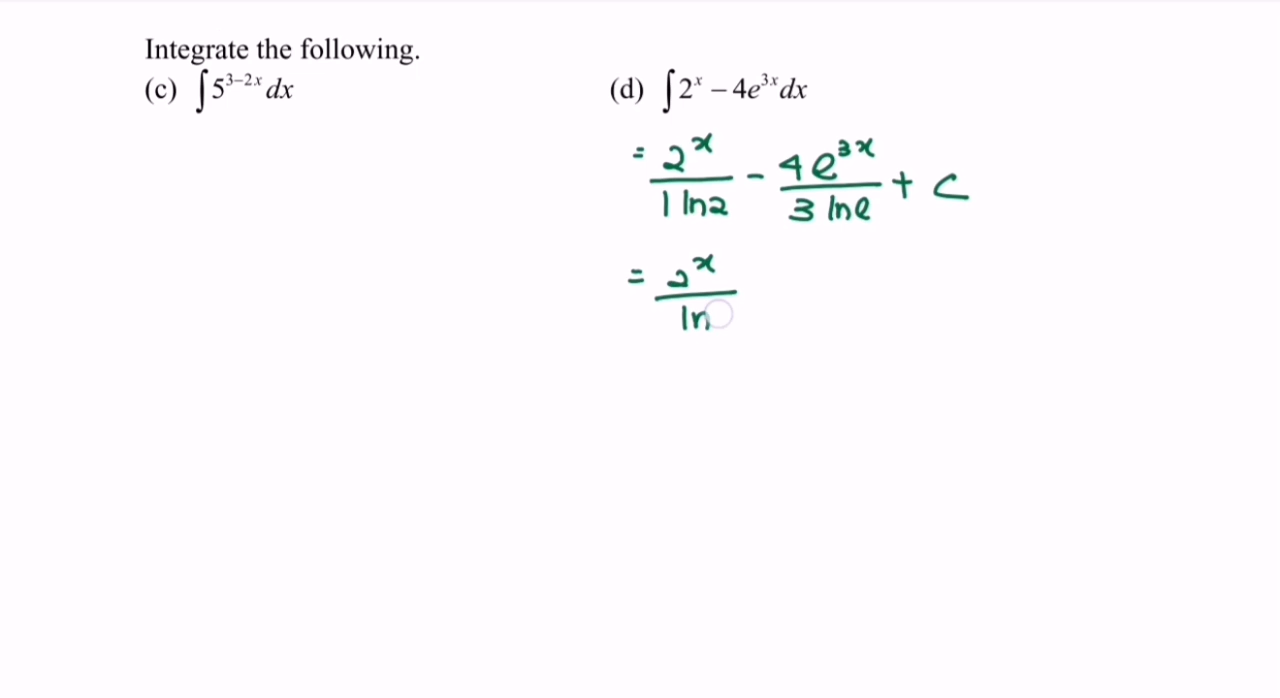 Integrate the following.
(c) ∫5^{3–2x} dx
(d) ∫2^x – 4e^{3x} dx
= 2^x / 1 ln2 - 4e^{3x} / 3 lne + c
= 2^x / ln